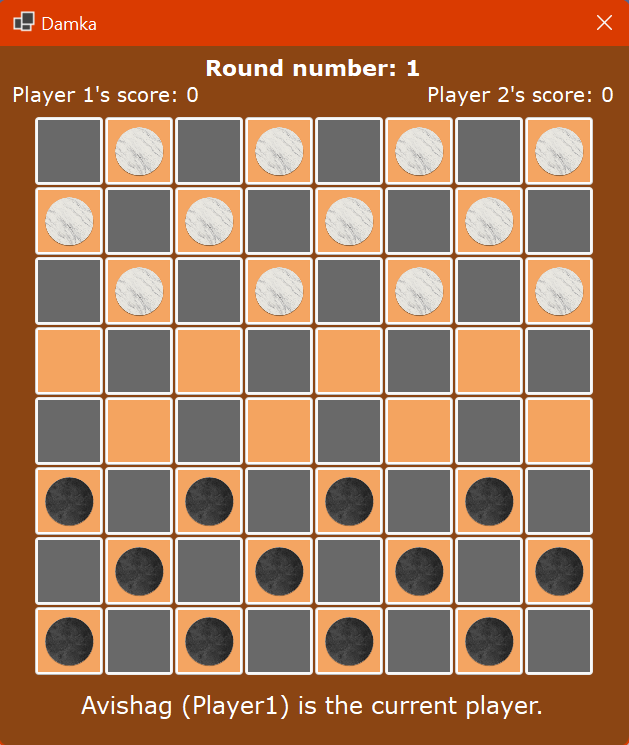 Damka
Round number: 1
Player 1's score: 0
Player 2's score: 0
Avishag (Player1) is the current player.